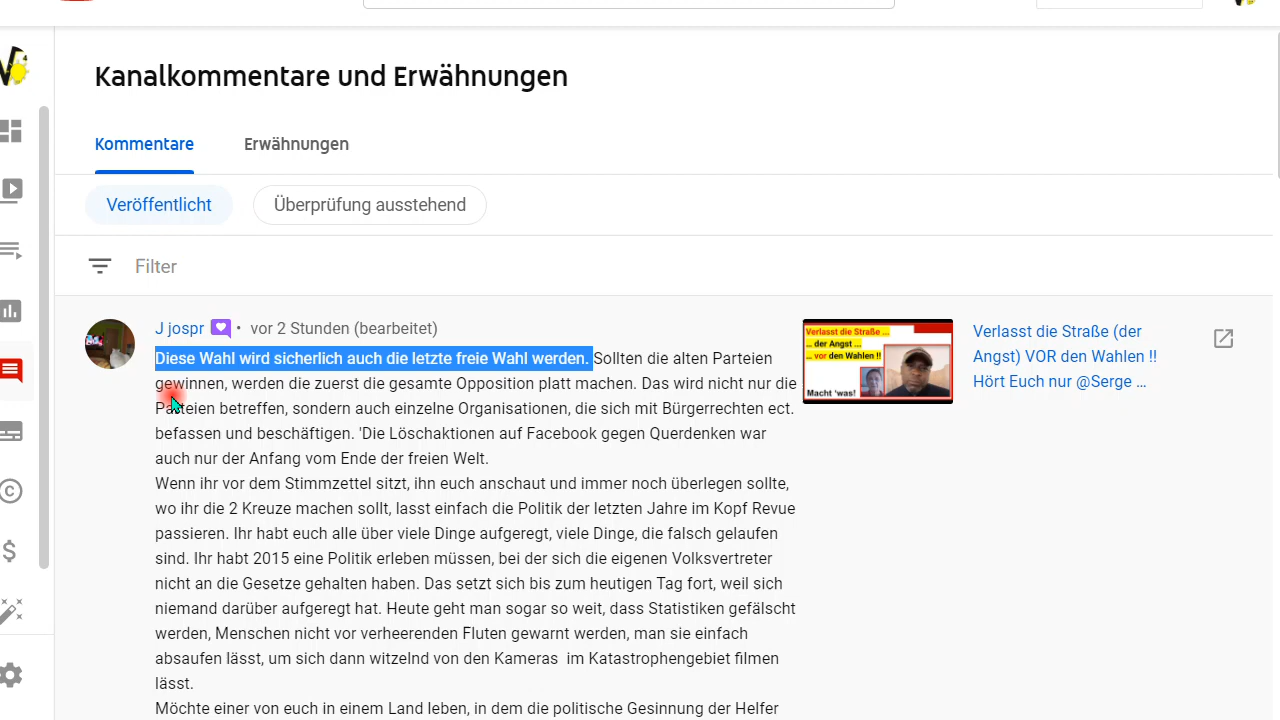 Kanalkommentare und Erwähnungen
Kommentare
Erwähnungen
Veröffentlicht
Überprüfung ausstehend
Filter
J jospr • vor 2 Stunden (bearbeitet)
Diese Wahl wird sicherlich auch die letzte freie Wahl werden. Sollten die alten Parteien
gewinnen, werden die zuerst die gesamte Opposition platt machen. Das wird nicht nur die
Parteien betreffen, sondern auch einzelne Organisationen, die sich mit Bürgerrechten ect.
befassen und beschäftigen. 'Die Löschaktionen auf Facebook gegen Querdenken war
auch nur der Anfang vom Ende der freien Welt.
Wenn ihr vor dem Stimmzettel sitzt, ihn euch anschaut und immer noch überlegen sollte,
wo ihr die 2 Kreuze machen sollt, lasst einfach die Politik der letzten Jahre im Kopf Revue
passieren. Ihr habt euch alle über viele Dinge aufgeregt, viele Dinge, die falsch gelaufen
sind. Ihr habt 2015 eine Politik erleben müssen, bei der sich die eigenen Volksvertreter
nicht an die Gesetze gehalten haben. Das setzt sich bis zum heutigen Tag fort, weil sich
niemand darüber aufgeregt hat. Heute geht man sogar so weit, dass Statistiken gefälscht
werden, Menschen nicht vor verheerenden Fluten gewarnt werden, man sie einfach
absaufen lässt, um sich dann witzelnd von den Kameras im Katastrophengebiet filmen
lässt.
Möchte einer von euch in einem Land leben, in dem die politische Gesinnung der Helfer
Verlasst die Straße ...
... der Angst ...
... vor den Wahlen !!
Macht 'was!
Verlasst die Straße (der
Angst) VOR den Wahlen !!
Hört Euch nur @Serge ...